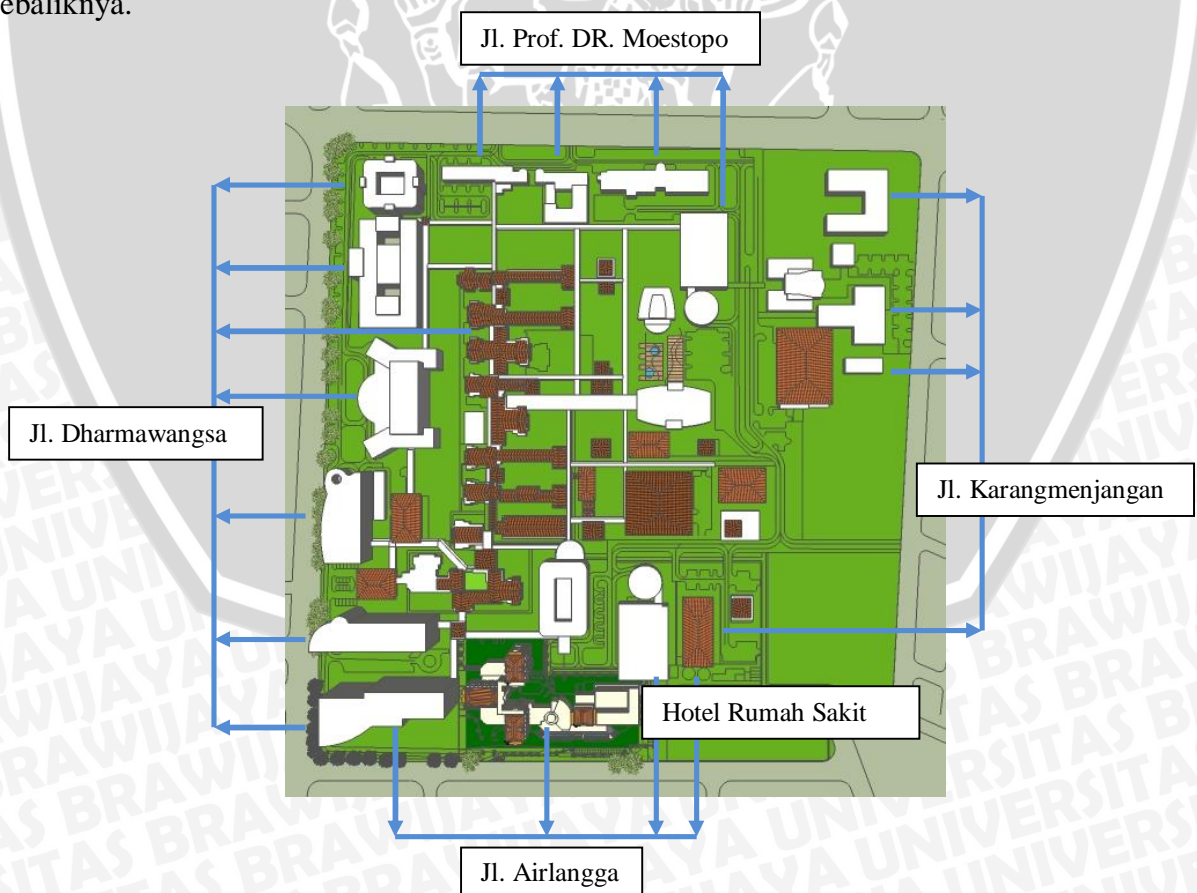 ebaliknya.
Jl. Prof. DR. Moestopo
Jl. Dharmawangsa
Jl. Karangmenjangan
Hotel Rumah Sakit
Jl. Airlangga